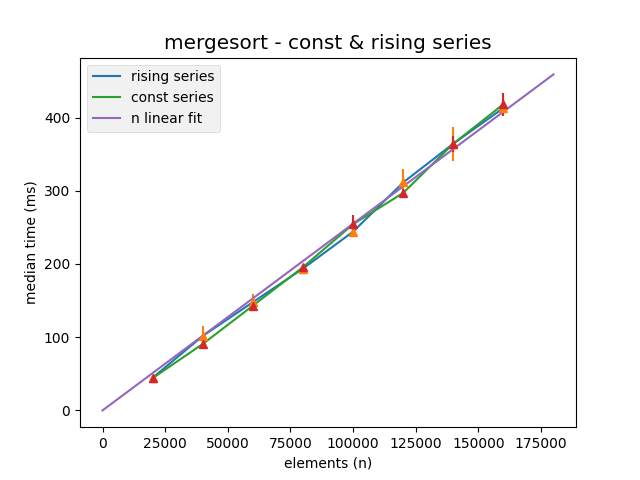 mergesort - const & rising series
rising series
const series
n linear fit
400
300
200
100
0
median time (ms)
0 25000 50000 75000 100000 125000 150000 175000
elements (n)